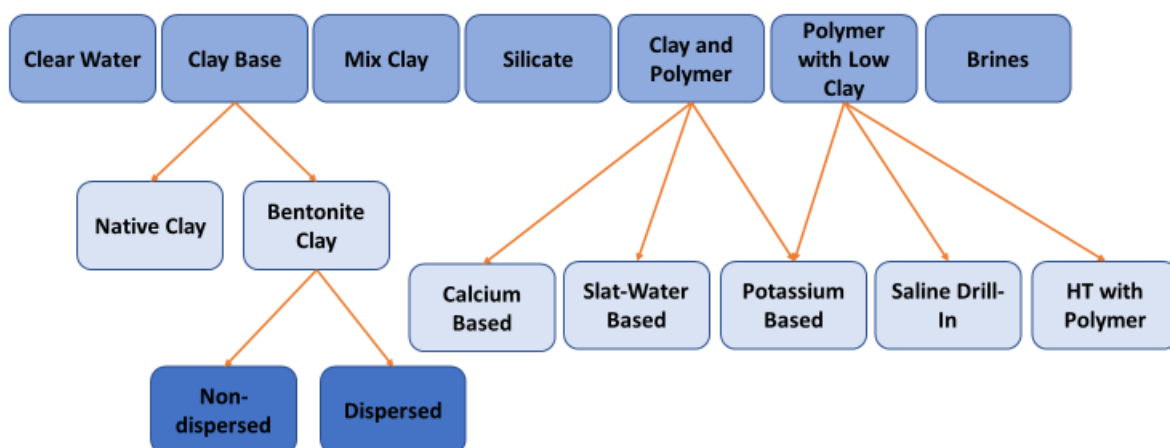 Clear Water
Clay Base
Mix Clay
Silicate
Clay and
Polymer
Polymer
with Low
Clay
Brines
Native Clay
Bentonite
Clay
Calcium
Based
Slat-Water
Based
Potassium
Based
Saline Drill-
In
HT with
Polymer
Non-
dispersed
Dispersed